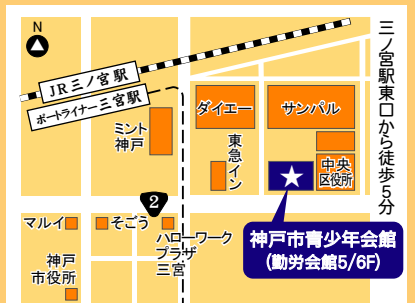 N
JR三ノ宮駅
ポートライナー三宮駅
ミント
神戸
ダイエー
サンパル
東急イン
中央
区役所
三ノ宮駅東口から徒歩5分
2
マルイ
そごう
ハローワーク
プラザ
三宮
神戸
市役所
神戸市青少年会館
(勤労会館5/6F)